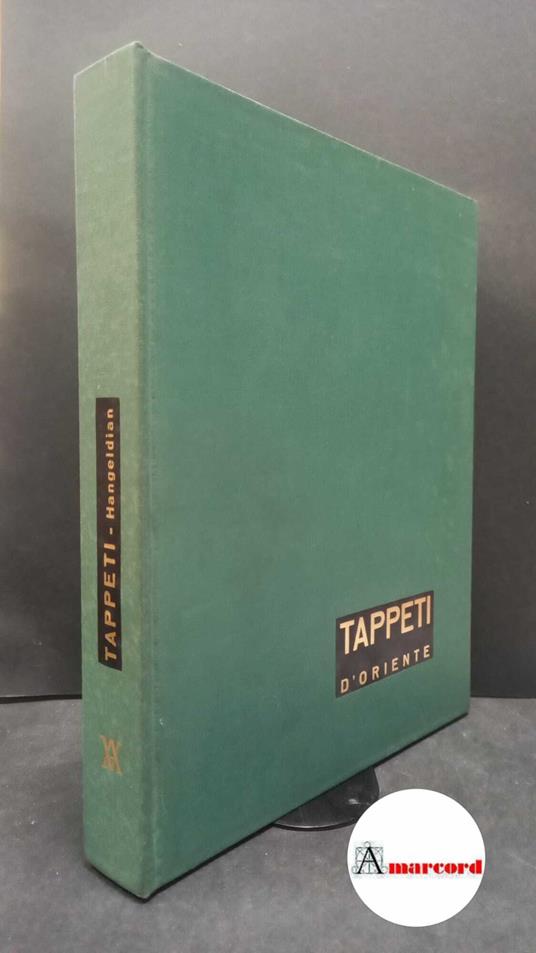 TAPPETI - Hangeldian
TAPPETI
D'ORIENTE
Amarcord